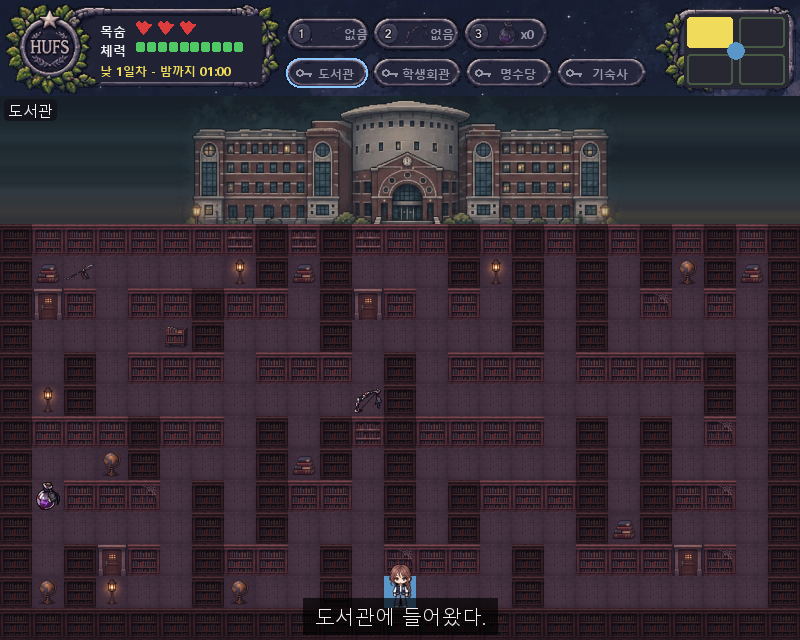 HUFS
목숨
체력
낮 1일차 - 밤까지 01:00
1 없음
2 없음
3 x0
도서관
학생회관
명수당
기숙사
도서관
도서관에 들어왔다.